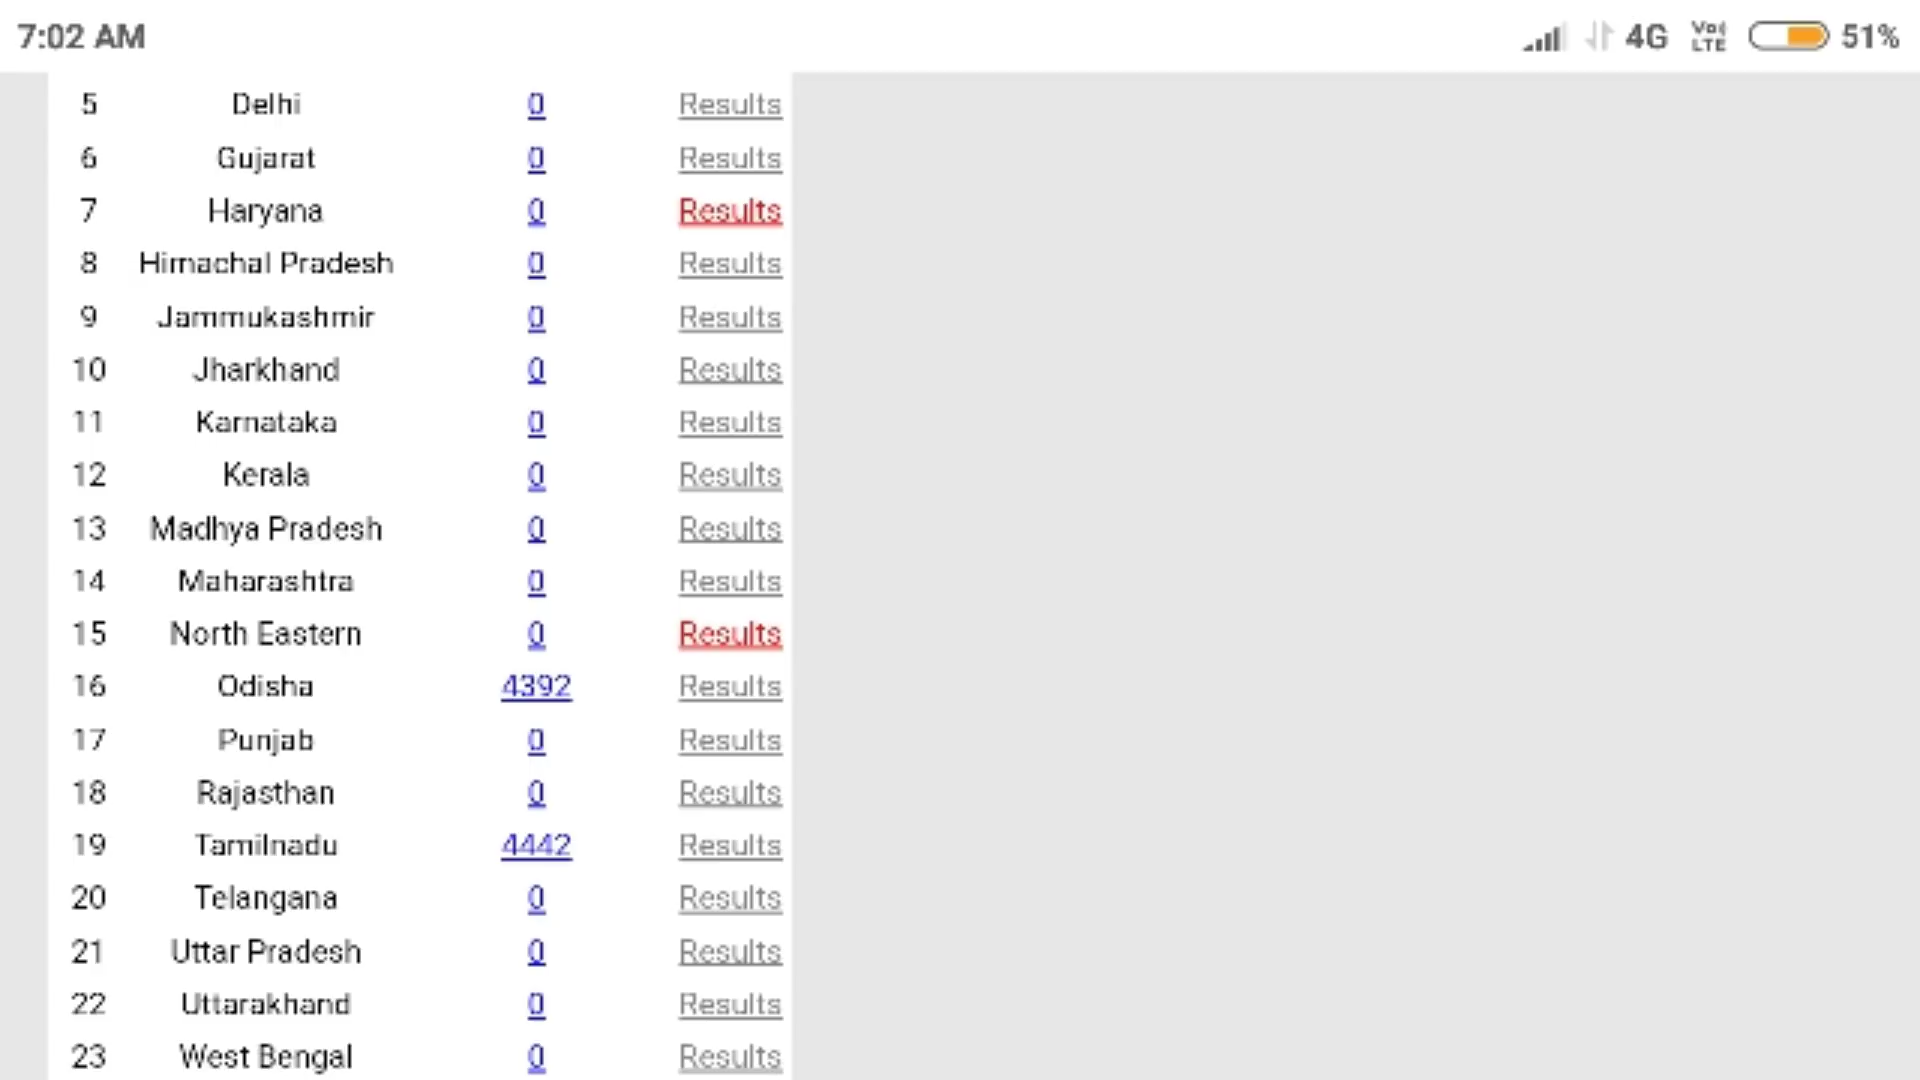 7:02 AM 4G Vo) LTE 51%
5 Delhi 0 Results
6 Gujarat 0 Results
7 Haryana 0 Results
8 Himachal Pradesh 0 Results
9 Jammukashmir 0 Results
10 Jharkhand 0 Results
11 Karnataka 0 Results
12 Kerala 0 Results
13 Madhya Pradesh 0 Results
14 Maharashtra 0 Results
15 North Eastern 0 Results
16 Odisha 4392 Results
17 Punjab 0 Results
18 Rajasthan 0 Results
19 Tamilnadu 4442 Results
20 Telangana 0 Results
21 Uttar Pradesh 0 Results
22 Uttarakhand 0 Results
23 West Bengal 0 Results